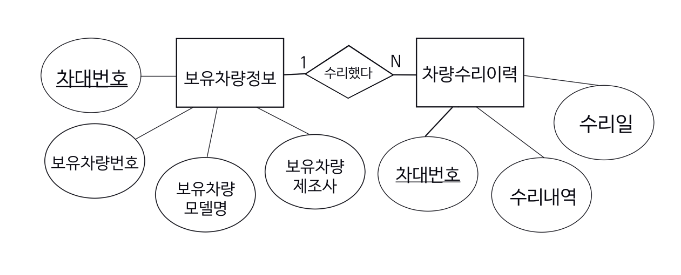 차대번호
보유차량정보
1
수리했다
N
차량수리이력
수리일
보유차량번호
보유차량
모델명
보유차량
제조사
차대번호
수리내역